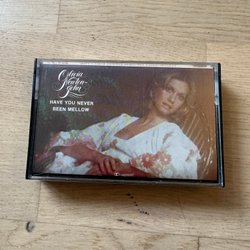 Olivia
Newton-
John
HAVE YOU NEVER
BEEN MELLOW